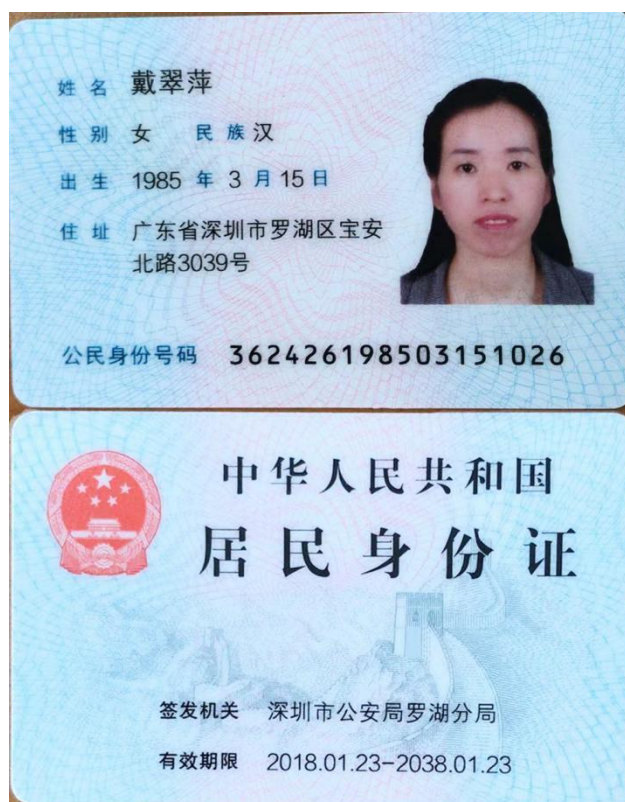 姓名 戴翠萍
性别 女 民族 汉
出生 1985 年 3 月 15 日
住址 广东省深圳市罗湖区宝安
北路3039号
公民身份号码 362426198503151026
中华人民共和国
居民身份证
签发机关 深圳市公安局罗湖分局
有效期限 2018.01.23-2038.01.23